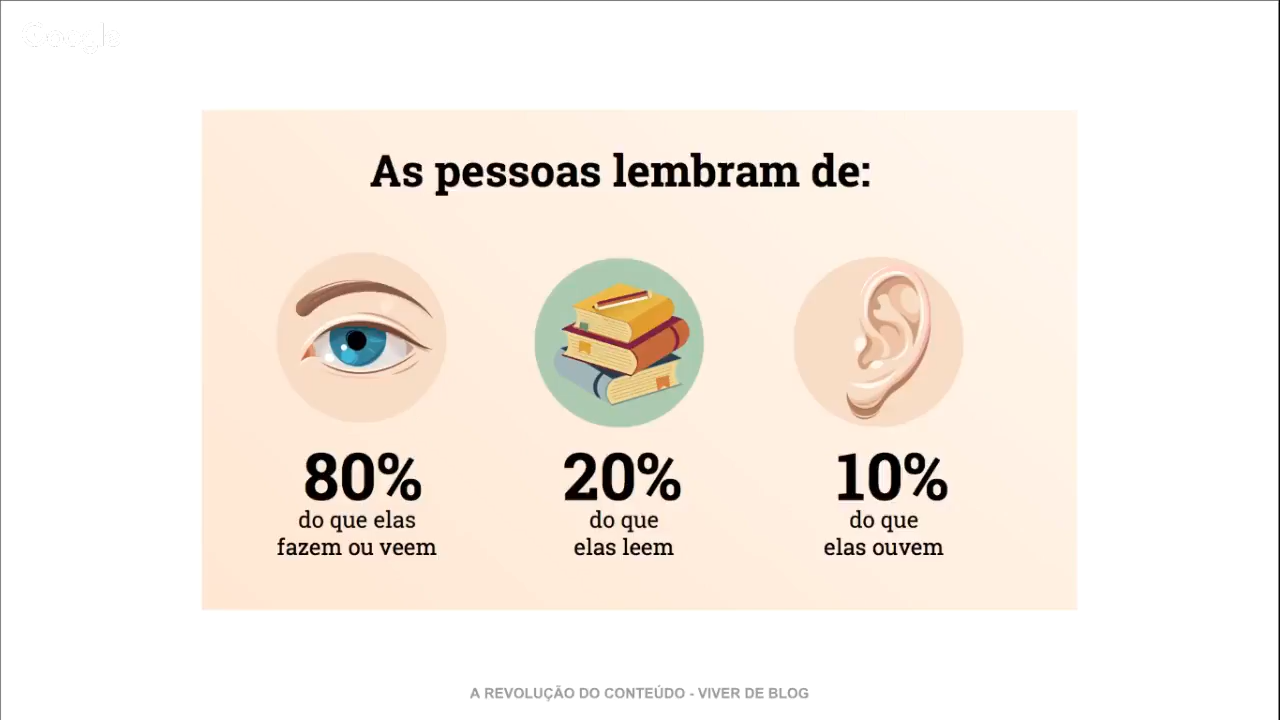 Google
As pessoas lembram de:
80%
do que elas
fazem ou veem
20%
do que
elas leem
10%
do que
elas ouvem
A REVOLUÇÃO DO CONTEÚDO - VIVER DE BLOG